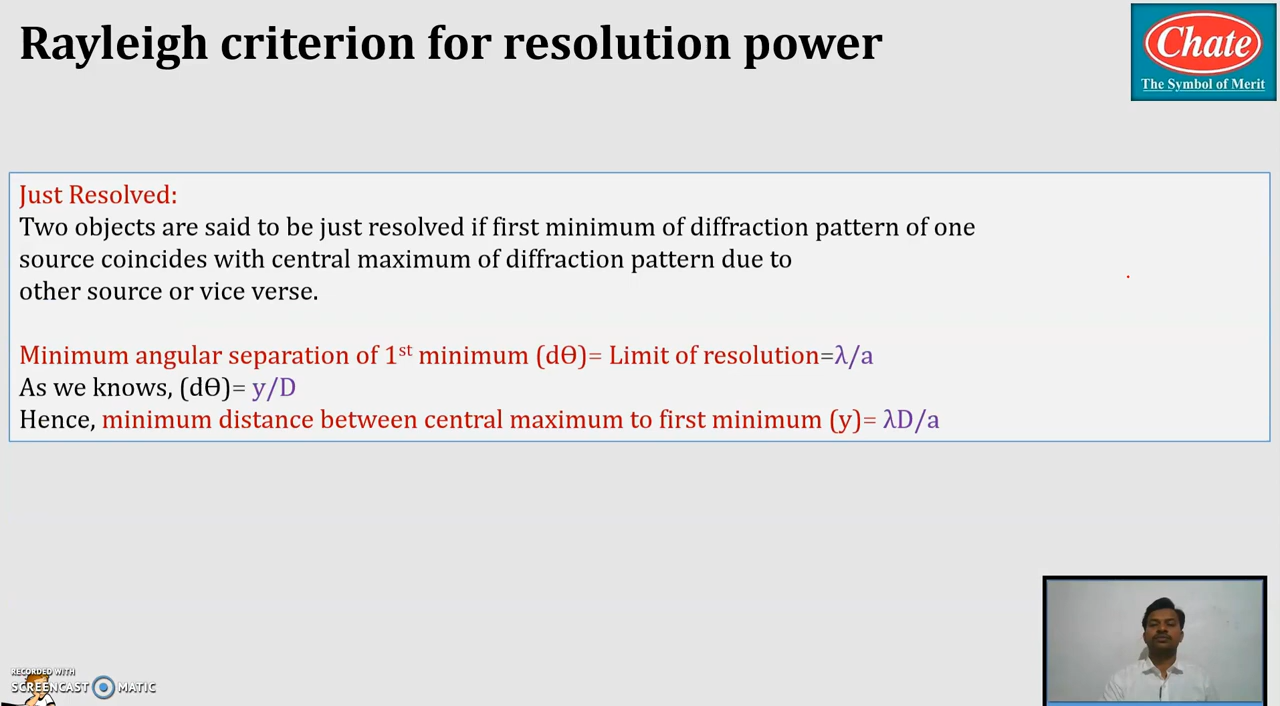 Rayleigh criterion for resolution power
Chate
The Symbol of Merit
Just Resolved:
Two objects are said to be just resolved if first minimum of diffraction pattern of one
source coincides with central maximum of diffraction pattern due to
other source or vice verse.
Minimum angular separation of 1st minimum (dϴ)= Limit of resolution=λ/a
As we knows, (dϴ)= y/D
Hence, minimum distance between central maximum to first minimum (y)= λD/a
RECORDED WITH
SCREENCAST MATIC